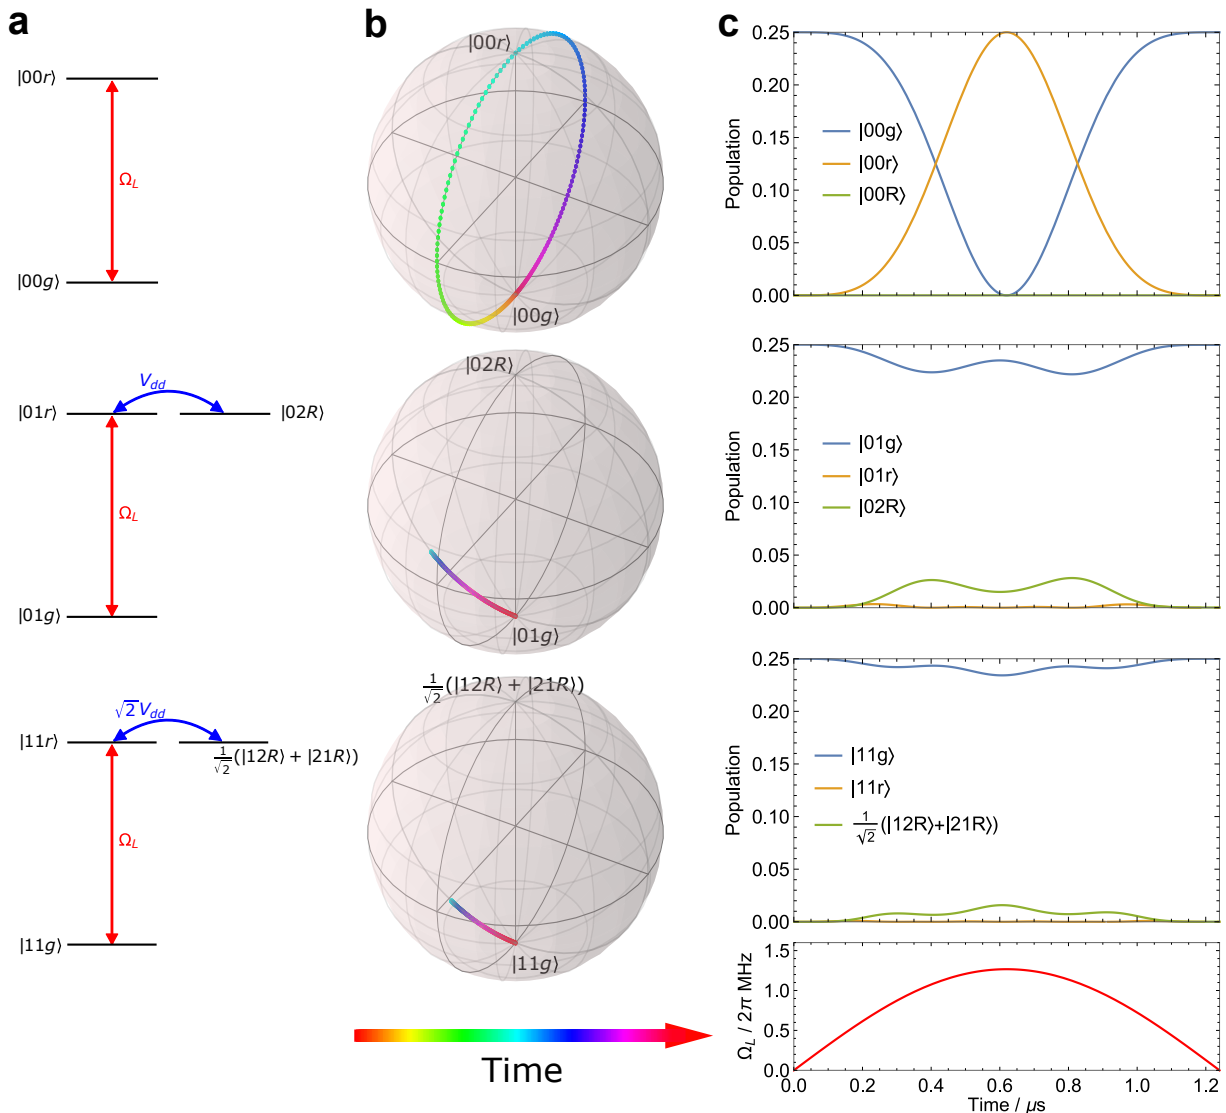 a
|00r⟩
Ω_L
|00g⟩
V_dd
|01r⟩
|02R⟩
Ω_L
|01g⟩
√2V_dd
|11r⟩
1/√2(|12R⟩ + |21R⟩)
Ω_L
|11g⟩
b
|00r⟩
|00g⟩
|02R⟩
|01g⟩
1/√2(|12R⟩ + |21R⟩)
|11g⟩
Time
c
Population
0.25
0.20
0.15
0.10
0.05
0.00
|00g⟩
|00r⟩
|00R⟩
Population
0.25
0.20
0.15
0.10
0.05
0.00
|01g⟩
|01r⟩
|02R⟩
Population
0.25
0.20
0.15
0.10
0.05
0.00
|11g⟩
|11r⟩
1/√2(|12R⟩+|21R⟩)
Ω_L / 2π MHz
1.5
1.0
0.5
0.0
0.0 0.2 0.4 0.6 0.8 1.0 1.2
Time / μs